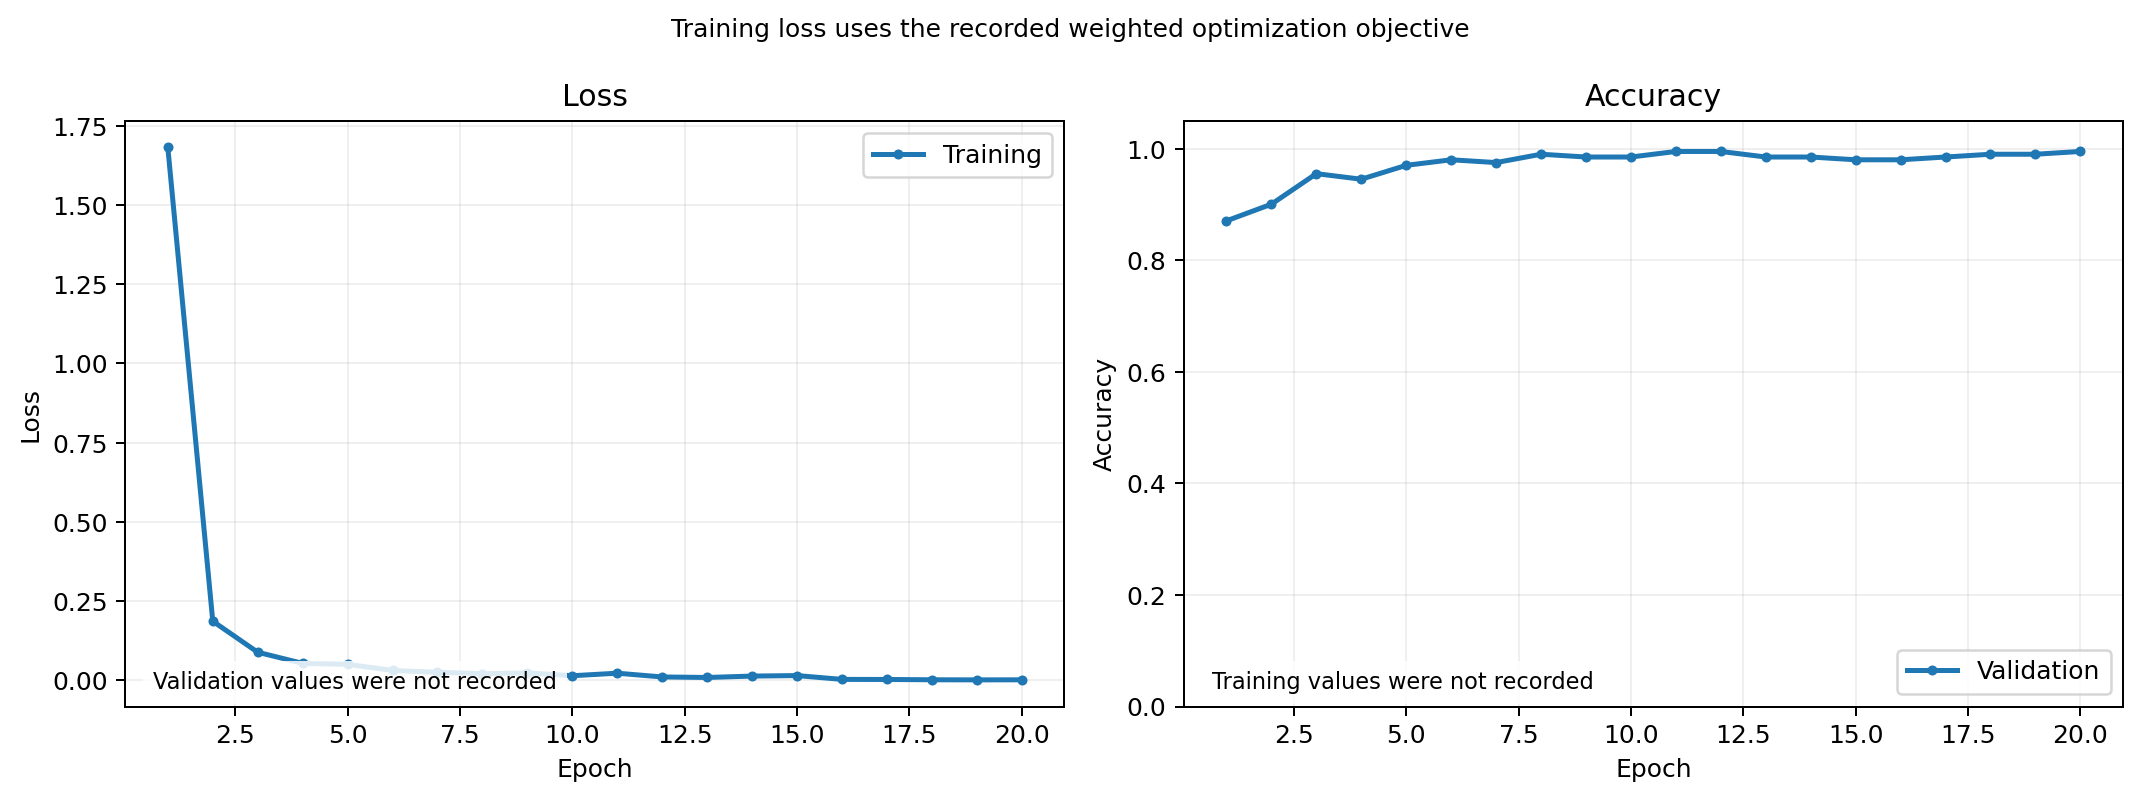 Training loss uses the recorded weighted optimization objective
Loss
1.75
1.50
1.25
1.00
0.75
0.50
0.25
0.00
Loss
Training
Validation values were not recorded
2.5 5.0 7.5 10.0 12.5 15.0 17.5 20.0
Epoch
Accuracy
1.0
0.8
0.6
0.4
0.2
0.0
Accuracy
Training values were not recorded
Validation
2.5 5.0 7.5 10.0 12.5 15.0 17.5 20.0
Epoch